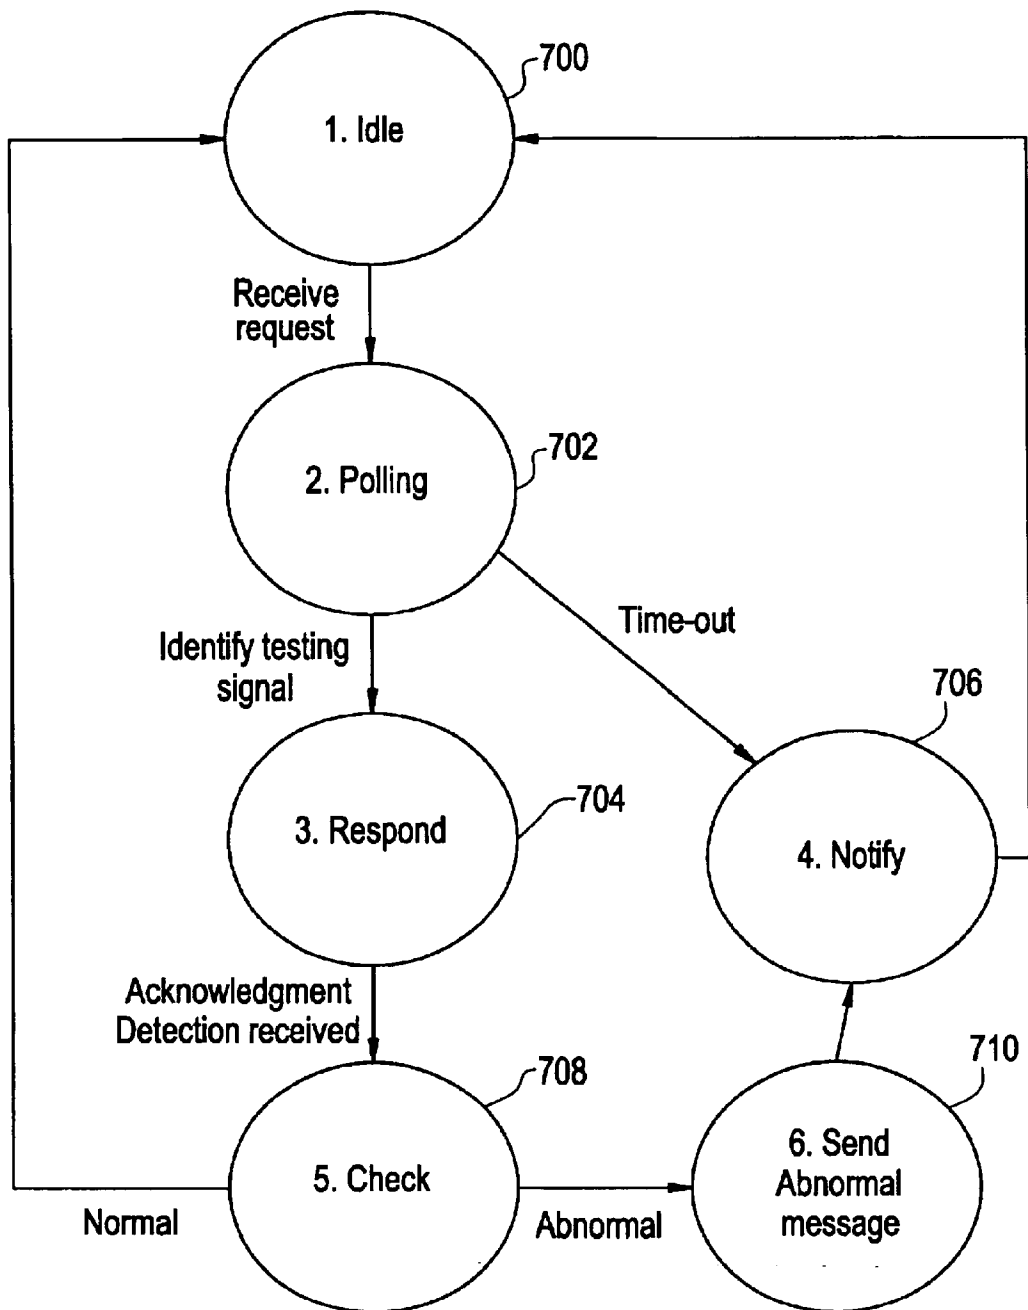 700
1. Idle
Receive
request
702
2. Polling
Time-out
Identify testing
signal
706
704
3. Respond
4. Notify
Acknowledgment
Detection received
708
710
5. Check
6. Send
Abnormal
message
Normal
Abnormal